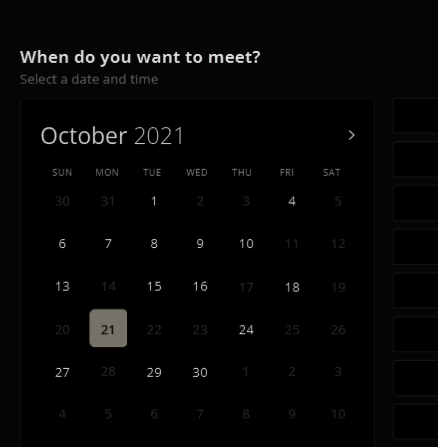 When do you want to meet?
Select a date and time
October 2021
SUN MON TUE WED THU FRI SAT
30 31 1 2 3 4 5
6 7 8 9 10 11 12
13 14 15 16 17 18 19
20 21 22 23 24 25 26
27 28 29 30 1 2 3
4 5 6 7 8 9 10